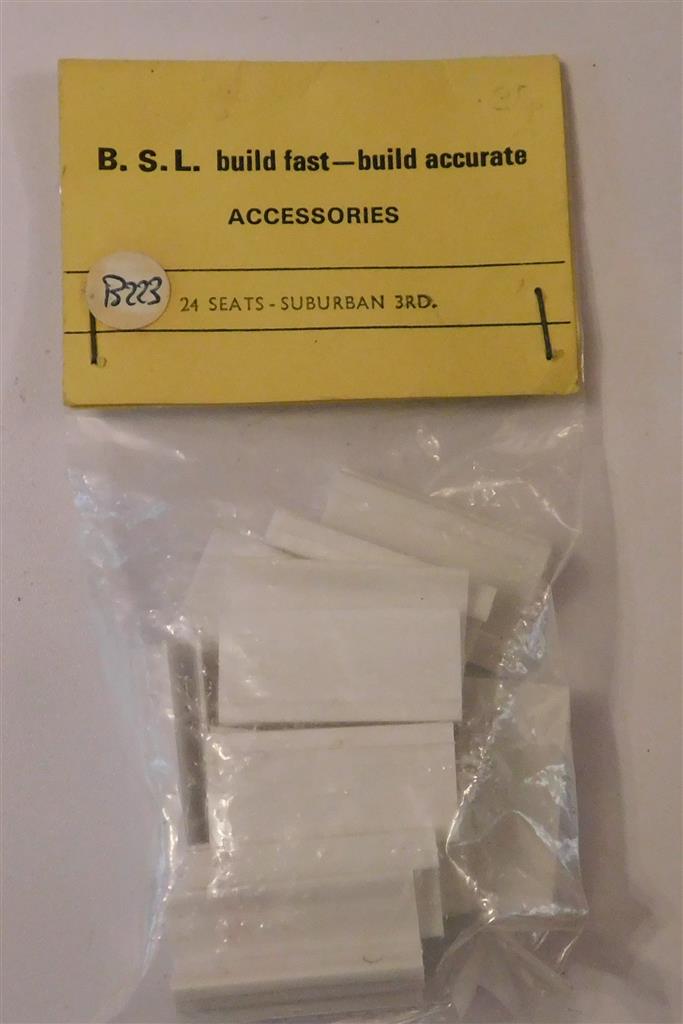 B. S. L. build fast—build accurate
ACCESSORIES
B223
24 SEATS - SUBURBAN 3RD.